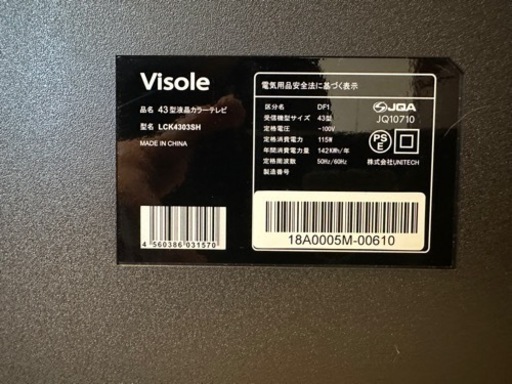 Visole
品名 43型液晶カラーテレビ
型名 LCK4303SH
MADE IN CHINA
4 560386 031570
電気用品安全法に基づく表示
区分名 DF1
受信機型サイズ 43型
定格電圧 ~100V
定格消費電力 115W
年間消費電力量 142KWh/年
定格周波数 50Hz/60Hz
製造番号
18A0005M-00610
JQA
JQ10710
PS
E
株式会社UNITECH